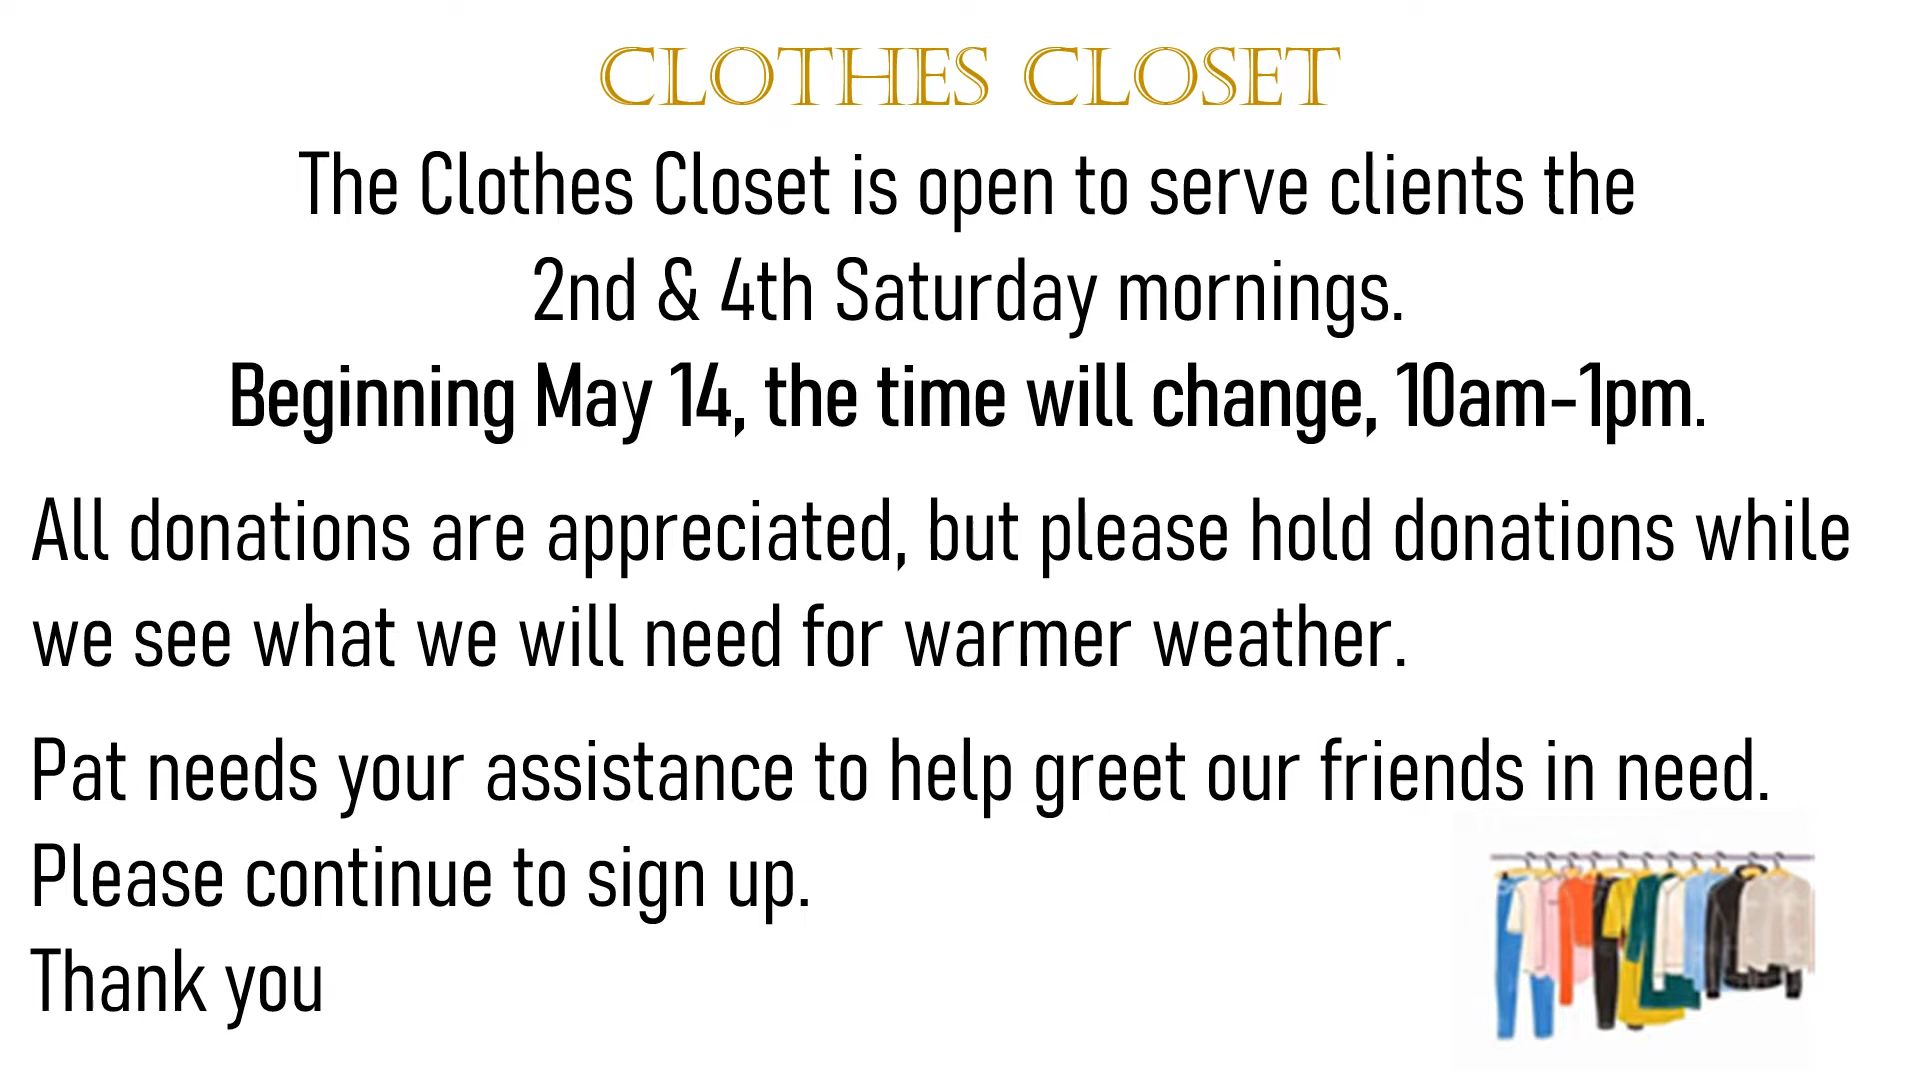 CLOTHES CLOSET
The Clothes Closet is open to serve clients the
2nd & 4th Saturday mornings.
Beginning May 14, the time will change, 10am-1pm.
All donations are appreciated, but please hold donations while
we see what we will need for warmer weather.
Pat needs your assistance to help greet our friends in need.
Please continue to sign up.
Thank you